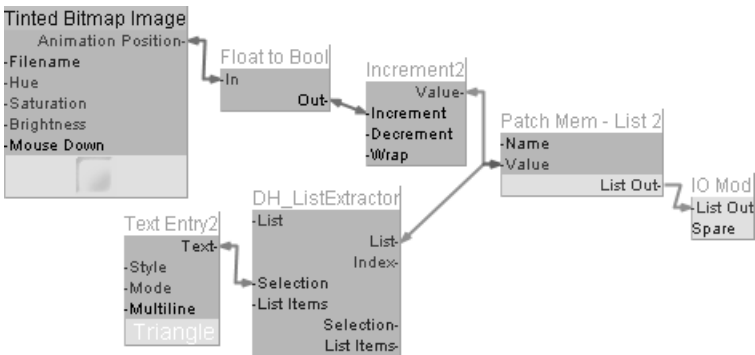 Tinted Bitmap Image
Animation Position-
-Filename
-Hue
-Saturation
-Brightness
-Mouse Down
Float to Bool
-In
Out-
Increment2
Value-
-Increment
-Decrement
-Wrap
Patch Mem - List 2
-Name
-Value
List Out-
IO Mod
-List Out
Spare
DH_ListExtractor
-List
List-
Index-
-Selection
-List Items
Selection-
List Items-
Text Entry2
Text-
-Style
-Mode
-Multiline
Triangle